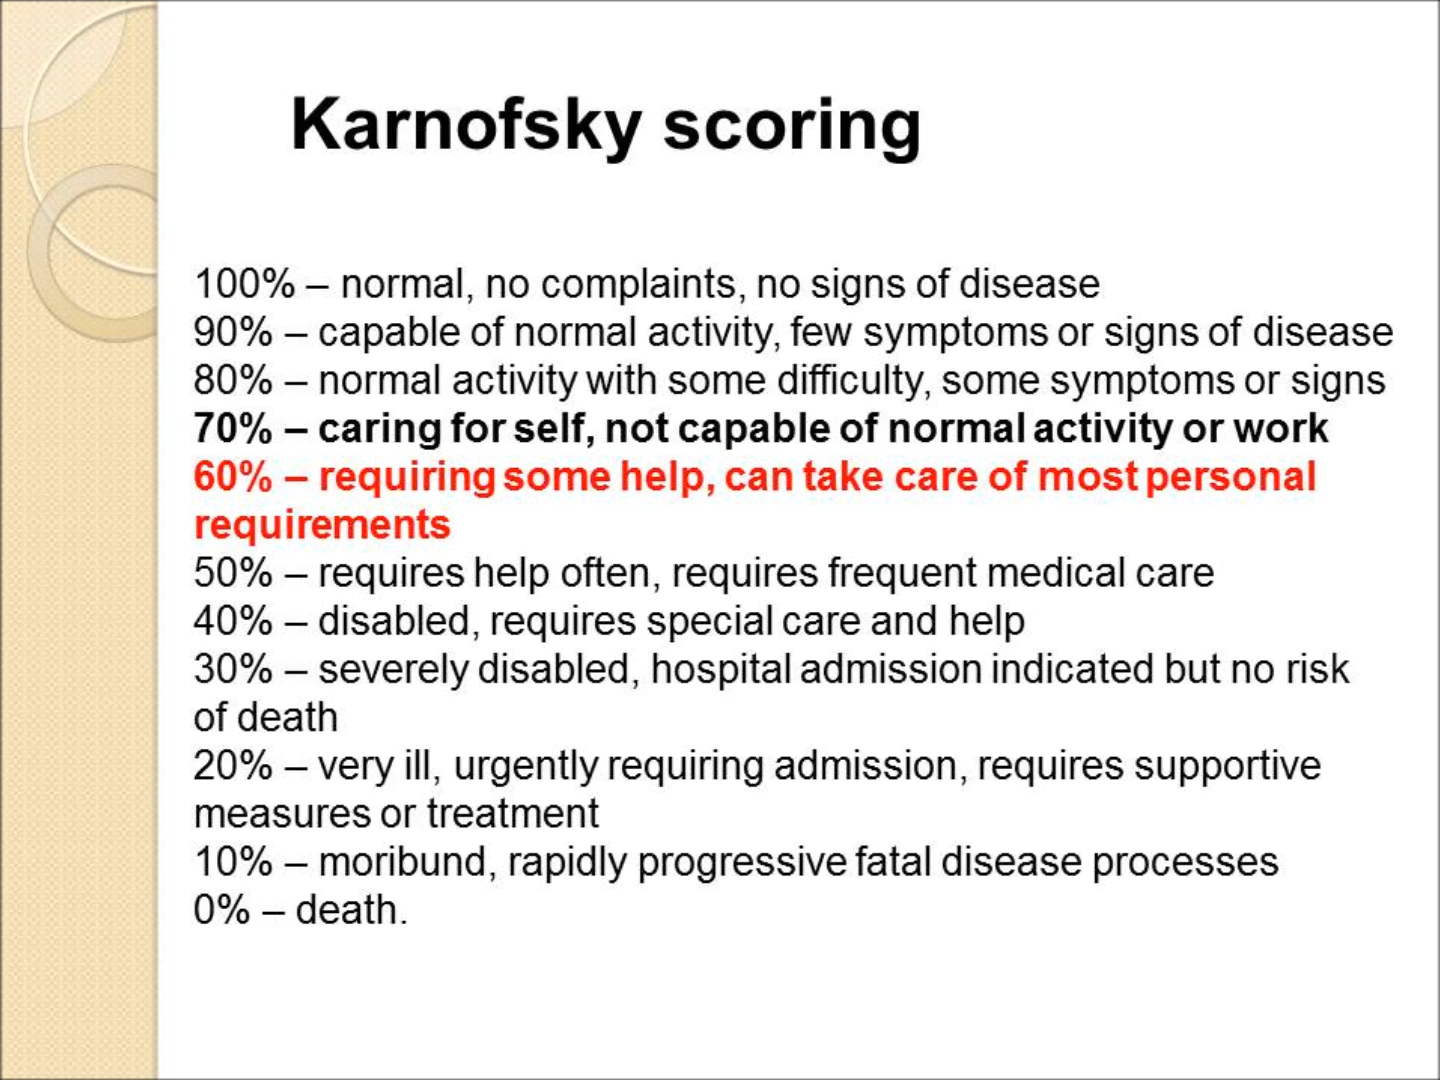 Karnofsky scoring
100% – normal, no complaints, no signs of disease
90% – capable of normal activity, few symptoms or signs of disease
80% – normal activity with some difficulty, some symptoms or signs
70% – caring for self, not capable of normal activity or work
60% – requiring some help, can take care of most personal
requirements
50% – requires help often, requires frequent medical care
40% – disabled, requires special care and help
30% – severely disabled, hospital admission indicated but no risk
of death
20% – very ill, urgently requiring admission, requires supportive
measures or treatment
10% – moribund, rapidly progressive fatal disease processes
0% – death.